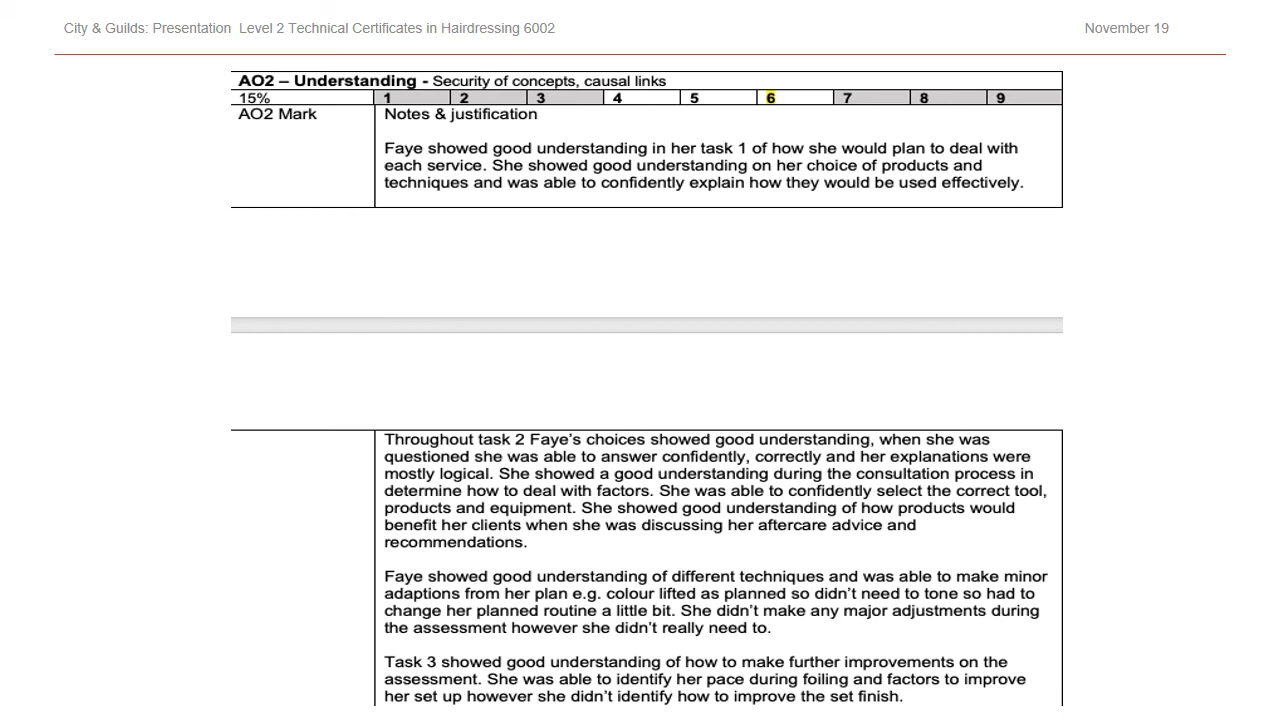 City & Guilds: Presentation  Level 2 Technical Certificates in Hairdressing 6002
November 19
AO2 – Understanding - Security of concepts, causal links
15% 1 2 3 4 5 6 7 8 9
AO2 Mark
Notes & justification
Faye showed good understanding in her task 1 of how she would plan to deal with
each service. She showed good understanding on her choice of products and
techniques and was able to confidently explain how they would be used effectively.
Throughout task 2 Faye's choices showed good understanding, when she was
questioned she was able to answer confidently, correctly and her explanations were
mostly logical. She showed a good understanding during the consultation process in
determine how to deal with factors. She was able to confidently select the correct tool,
products and equipment. She showed good understanding of how products would
benefit her clients when she was discussing her aftercare advice and
recommendations.
Faye showed good understanding of different techniques and was able to make minor
adaptions from her plan e.g. colour lifted as planned so didn't need to tone so had to
change her planned routine a little bit. She didn't make any major adjustments during
the assessment however she didn't really need to.
Task 3 showed good understanding of how to make further improvements on the
assessment. She was able to identify her pace during foiling and factors to improve
her set up however she didn't identify how to improve the set finish.